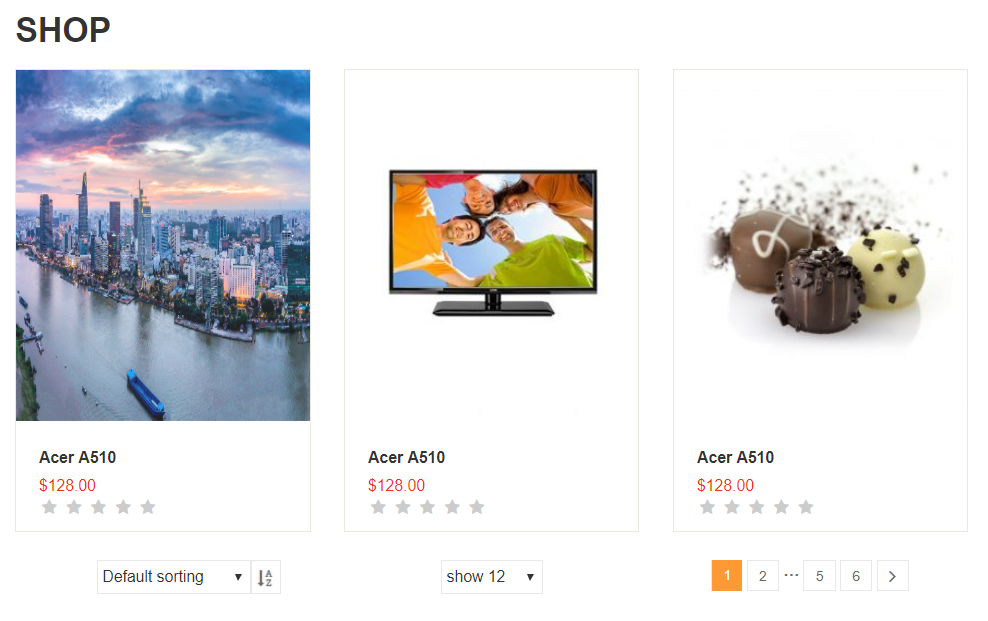 SHOP
Acer A510
$128.00
Acer A510
$128.00
Acer A510
$128.00
Default sorting
A
Z
show 12
1 2 ... 5 6